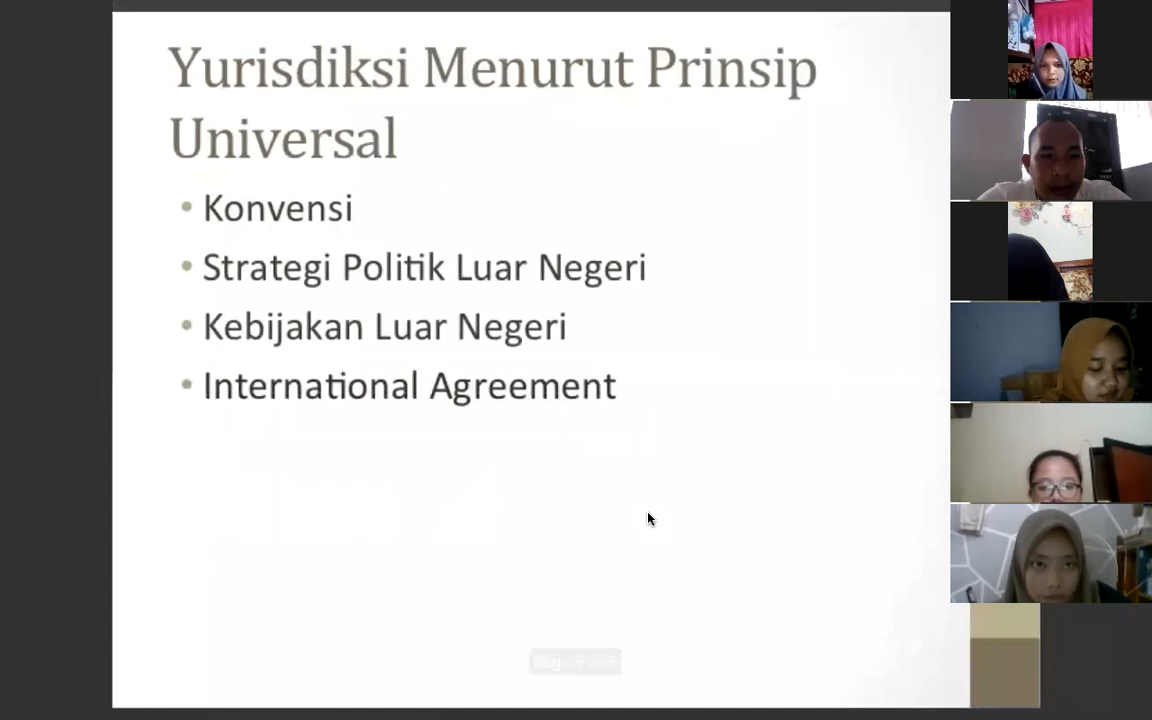 Yurisdiksi Menurut Prinsip
Universal
• Konvensi
• Strategi Politik Luar Negeri
• Kebijakan Luar Negeri
• International Agreement